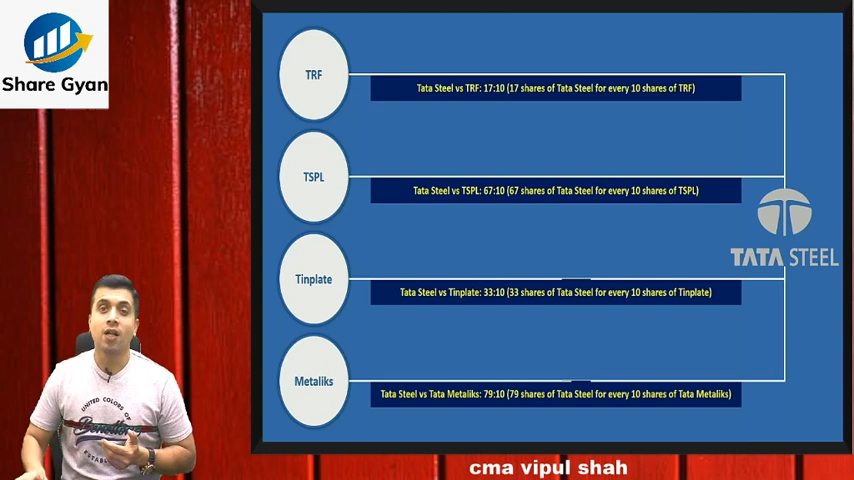 Share Gyan
TRF
Tata Steel vs TRF: 17:10 (17 shares of Tata Steel for every 10 shares of TRF)
TSPL
Tata Steel vs TSPL: 67:10 (67 shares of Tata Steel for every 10 shares of TSPL)
TATA STEEL
Tinplate
Tata Steel vs Tinplate: 33:10 (33 shares of Tata Steel for every 10 shares of Tinplate)
Metaliks
Tata Steel vs Tata Metaliks: 79:10 (79 shares of Tata Steel for every 10 shares of Tata Metaliks)
UNITED COLORS OF
Benetton
cma vipul shah